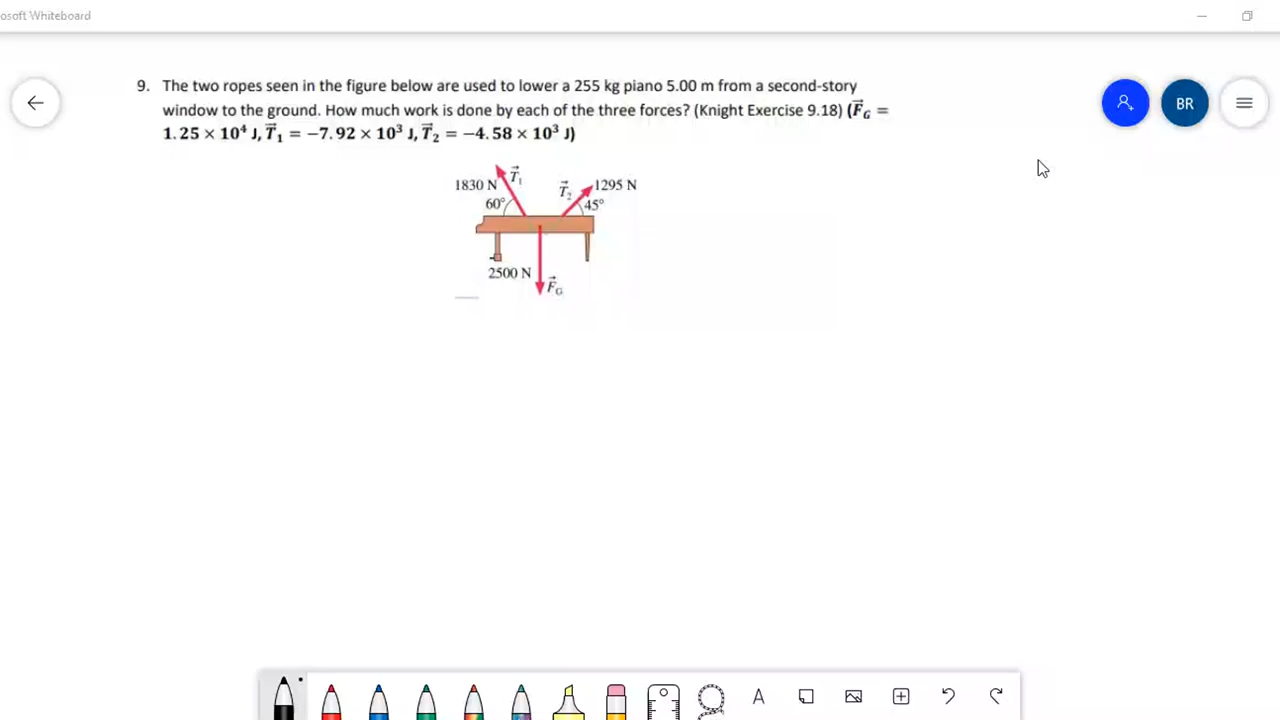 osoft Whiteboard
9. The two ropes seen in the figure below are used to lower a 255 kg piano 5.00 m from a second-story
window to the ground. How much work is done by each of the three forces? (Knight Exercise 9.18) (F⃗_G =
1.25 × 10⁴ J, T⃗₁ = −7.92 × 10³ J, T⃗₂ = −4.58 × 10³ J)
BR
1830 N T⃗₁ T⃗₂ 1295 N
60° 45°
2500 N F⃗_G
A